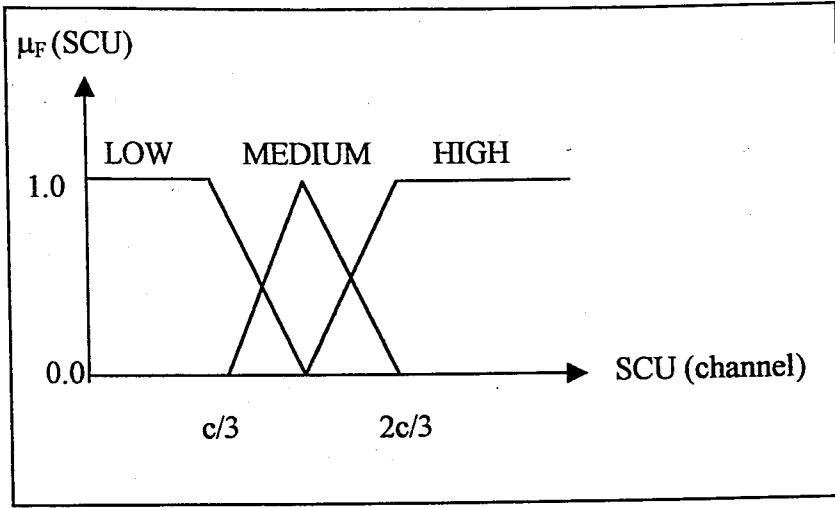 μF (SCU)
LOW MEDIUM HIGH
1.0
0.0
SCU (channel)
c/3 2c/3